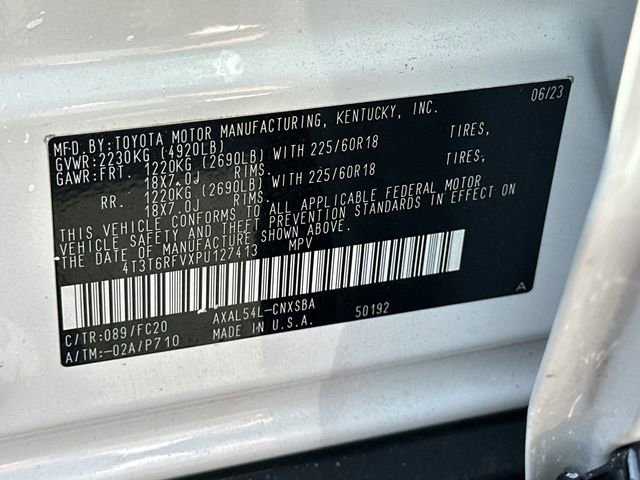 06/23
MFD.BY:TOYOTA MOTOR MANUFACTURING, KENTUCKY, INC.
GVWR:2230KG (4920LB)
GAWR:FRT. 1220KG (2690LB) WITH 225/60R18 TIRES,
18X7.0J RIMS.
RR. 1220KG (2690LB) WITH 225/60R18 TIRES,
18X7.0J RIMS.
THIS VEHICLE CONFORMS TO ALL APPLICABLE FEDERAL MOTOR
VEHICLE SAFETY AND THEFT PREVENTION STANDARDS IN EFFECT ON
THE DATE OF MANUFACTURE SHOWN ABOVE.
4T3T6RFVXPU127413 MPV
C/TR:089/FC20 AXAL54L-CNXSBA 50192 A
A/TM:-02A/P710 MADE IN U.S.A.